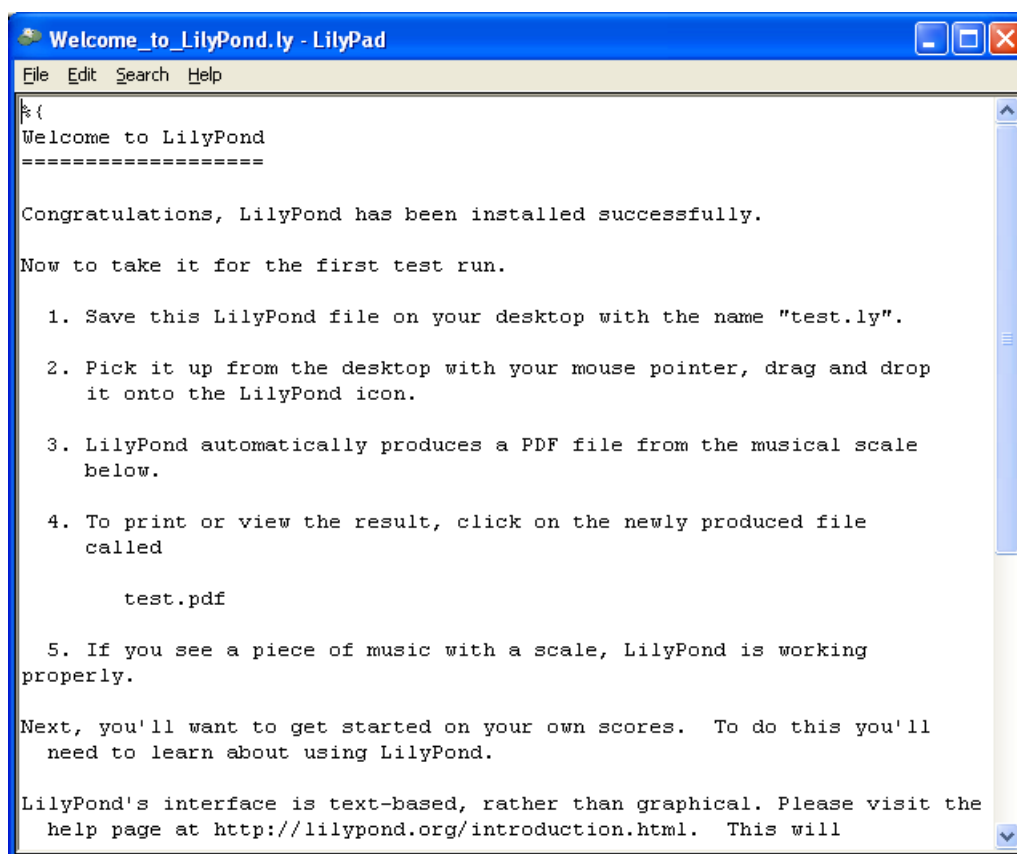 Welcome_to_LilyPond.ly - LilyPad
File Edit Search Help
%{
Welcome to LilyPond
===================
Congratulations, LilyPond has been installed successfully.
Now to take it for the first test run.
1. Save this LilyPond file on your desktop with the name "test.ly".
2. Pick it up from the desktop with your mouse pointer, drag and drop
it onto the LilyPond icon.
3. LilyPond automatically produces a PDF file from the musical scale
below.
4. To print or view the result, click on the newly produced file
called
test.pdf
5. If you see a piece of music with a scale, LilyPond is working
properly.
Next, you'll want to get started on your own scores.  To do this you'll
need to learn about using LilyPond.
LilyPond's interface is text-based, rather than graphical. Please visit the
help page at http://lilypond.org/introduction.html.  This will